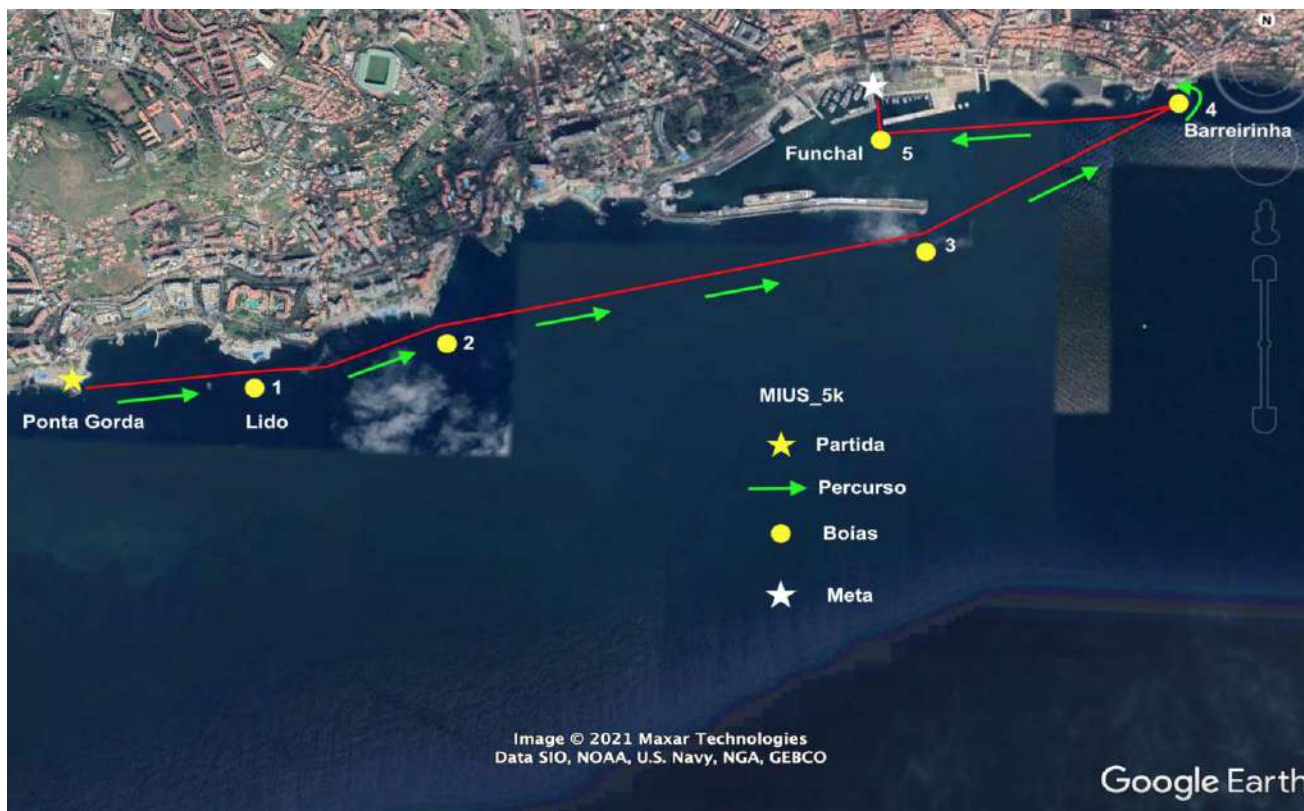 N
4
Barreirinha
Funchal
5
3
2
1
Ponta Gorda
Lido
MIUS_5k
Partida
Percurso
Boias
Meta
Image © 2021 Maxar Technologies
Data SIO, NOAA, U.S. Navy, NGA, GEBCO
Google Earth